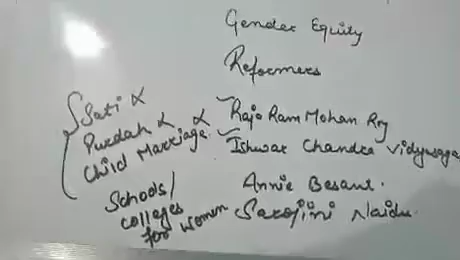 Gender Equity
Reformers
Sati ✗
Purdah ✗ ✗
Child Marriage.
✓Raja Ram Mohan Roy
✓Ishwar Chandra Vidyasaga
Annie Besant.
Sarojini Naidu.
Schools/
colleges
for women